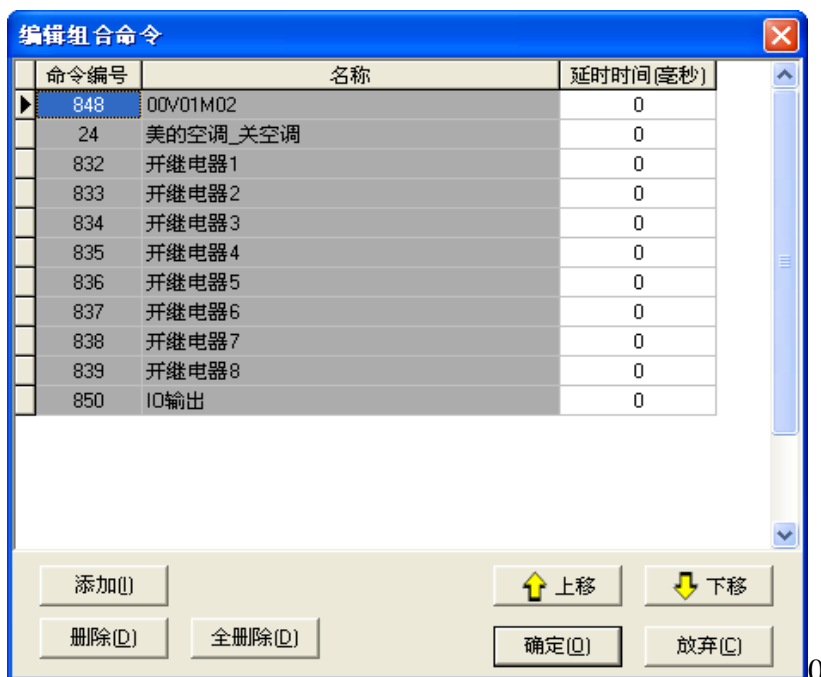 编辑组合命令
命令编号 名称 延时时间(毫秒)
848 00V01M02 0
24 美的空调_关空调 0
832 开继电器1 0
833 开继电器2 0
834 开继电器3 0
835 开继电器4 0
836 开继电器5 0
837 开继电器6 0
838 开继电器7 0
839 开继电器8 0
850 IO输出 0
添加(I) 上移 下移
删除(D) 全删除(D) 确定(O) 放弃(C)
0